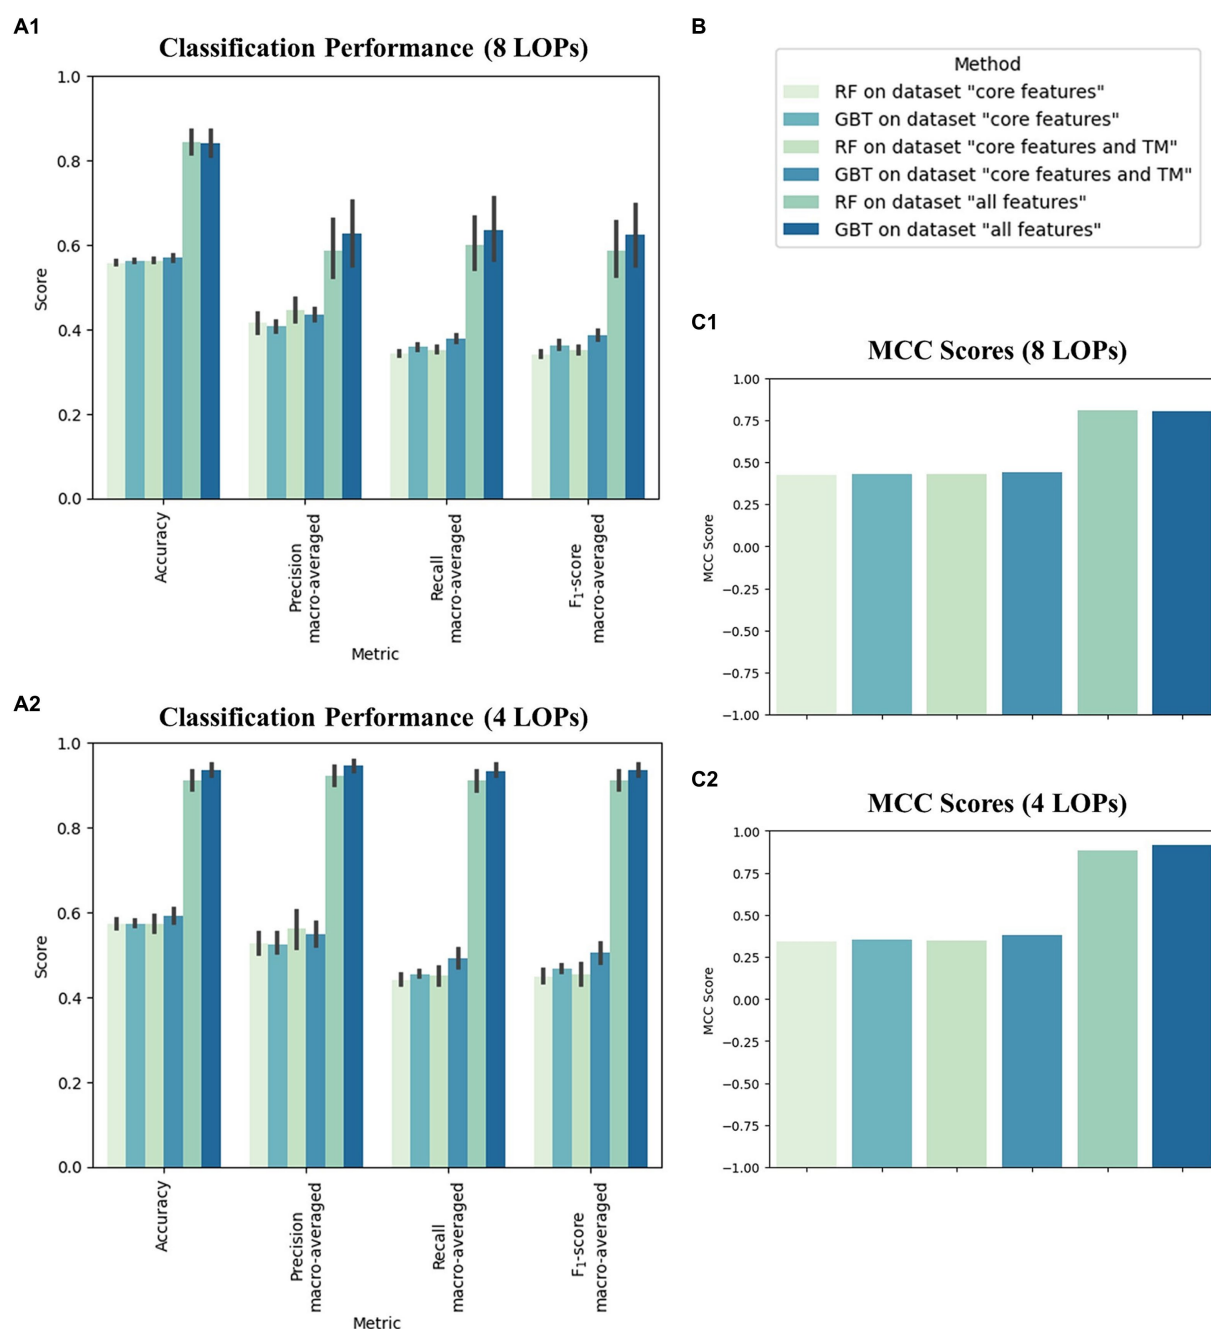 A1
Classification Performance (8 LOPs)
1.0
0.8
0.6
0.4
0.2
0.0
Score
Accuracy
Precision
macro-averaged
Recall
macro-averaged
F1-score
macro-averaged
Metric
A2
Classification Performance (4 LOPs)
1.0
0.8
0.6
0.4
0.2
0.0
Score
Accuracy
Precision
macro-averaged
Recall
macro-averaged
F1-score
macro-averaged
Metric
B
Method
RF on dataset "core features"
GBT on dataset "core features"
RF on dataset "core features and TM"
GBT on dataset "core features and TM"
RF on dataset "all features"
GBT on dataset "all features"
C1
MCC Scores (8 LOPs)
1.00
0.75
0.50
0.25
0.00
−0.25
−0.50
−0.75
−1.00
MCC Score
C2
MCC Scores (4 LOPs)
1.00
0.75
0.50
0.25
0.00
−0.25
−0.50
−0.75
−1.00
MCC Score